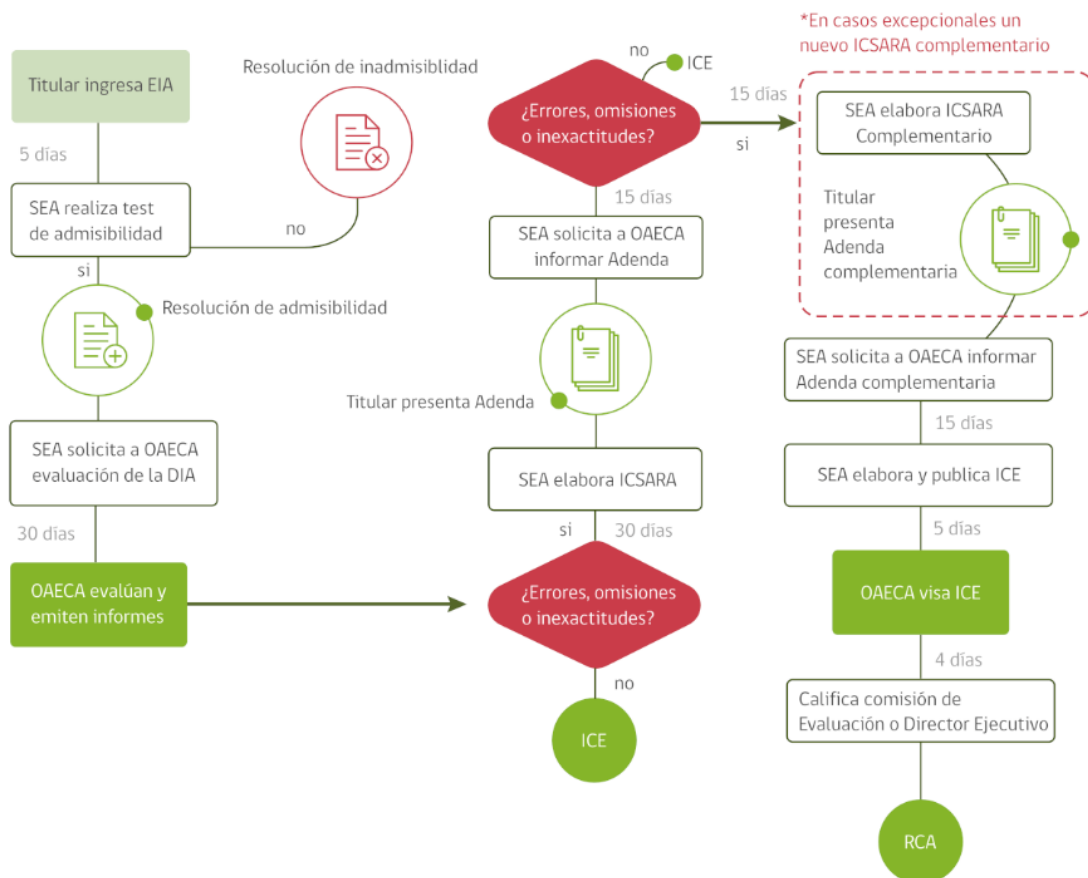 Titular ingresa EIA
5 días
SEA realiza test
de admisibilidad
no
Resolución de inadmisiblidad
si
Resolución de admisibilidad
SEA solicita a OAECA
evaluación de la DIA
30 días
OAECA evalúan y
emiten informes
¿Errores, omisiones
o inexactitudes?
no
ICE
si
30 días
SEA elabora ICSARA
Titular presenta Adenda
SEA solicita a OAECA
informar Adenda
15 días
¿Errores, omisiones
o inexactitudes?
no
ICE
15 días
si
*En casos excepcionales un
nuevo ICSARA complementario
SEA elabora ICSARA
Complementario
Titular
presenta
Adenda
complementaria
SEA solicita a OAECA informar
Adenda complementaria
15 días
SEA elabora y publica ICE
5 días
OAECA visa ICE
4 días
Califica comisión de
Evaluación o Director Ejecutivo
RCA